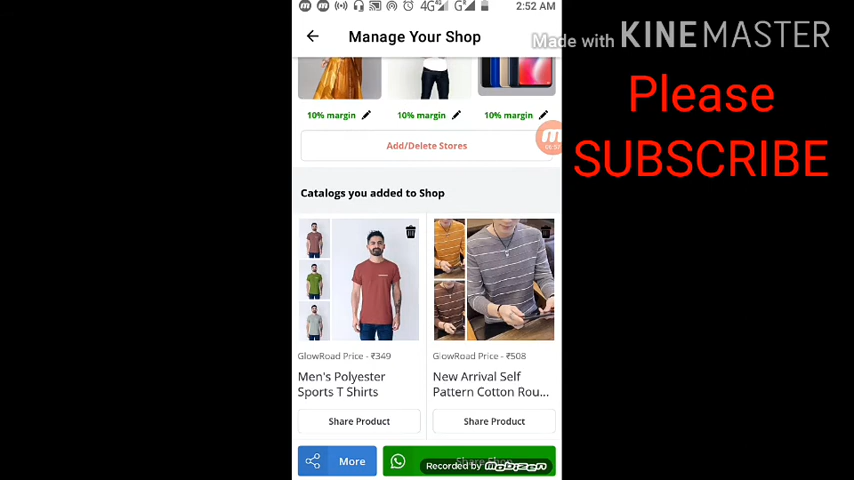 4G G 2:52 AM
Manage Your Shop
Made with KINEMASTER
Please
SUBSCRIBE
10% margin
10% margin
10% margin
Add/Delete Stores
Catalogs you added to Shop
GlowRoad Price - ₹349
GlowRoad Price - ₹508
Men's Polyester
Sports T Shirts
New Arrival Self
Pattern Cotton Rou...
Share Product
Share Product
More
Recorded by mobizen